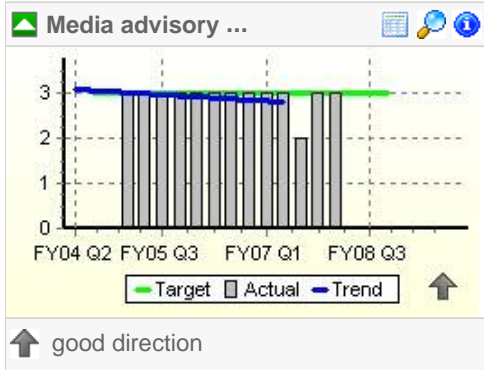 Media advisory ...
3
2
1
0
FY04 Q2 FY05 Q3 FY07 Q1 FY08 Q3
Target Actual Trend
good direction